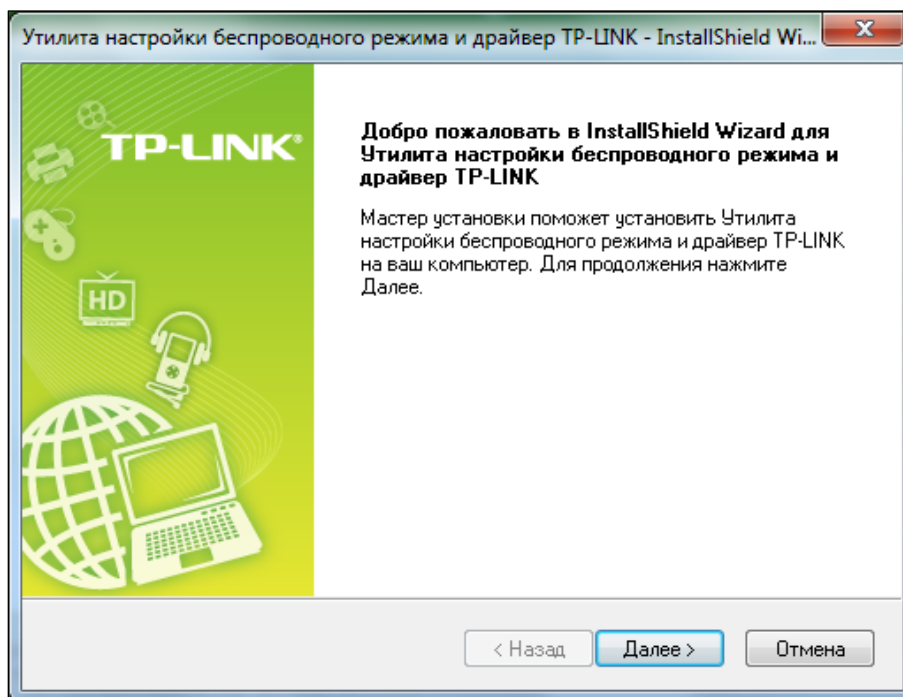 Утилита настройки беспроводного режима и драйвер TP-LINK - InstallShield Wi...
TP-LINK®
Добро пожаловать в InstallShield Wizard для
Утилита настройки беспроводного режима и
драйвер TP-LINK
Мастер установки поможет установить Утилита
настройки беспроводного режима и драйвер TP-LINK
на ваш компьютер. Для продолжения нажмите
Далее.
HD
< Назад
Далее >
Отмена